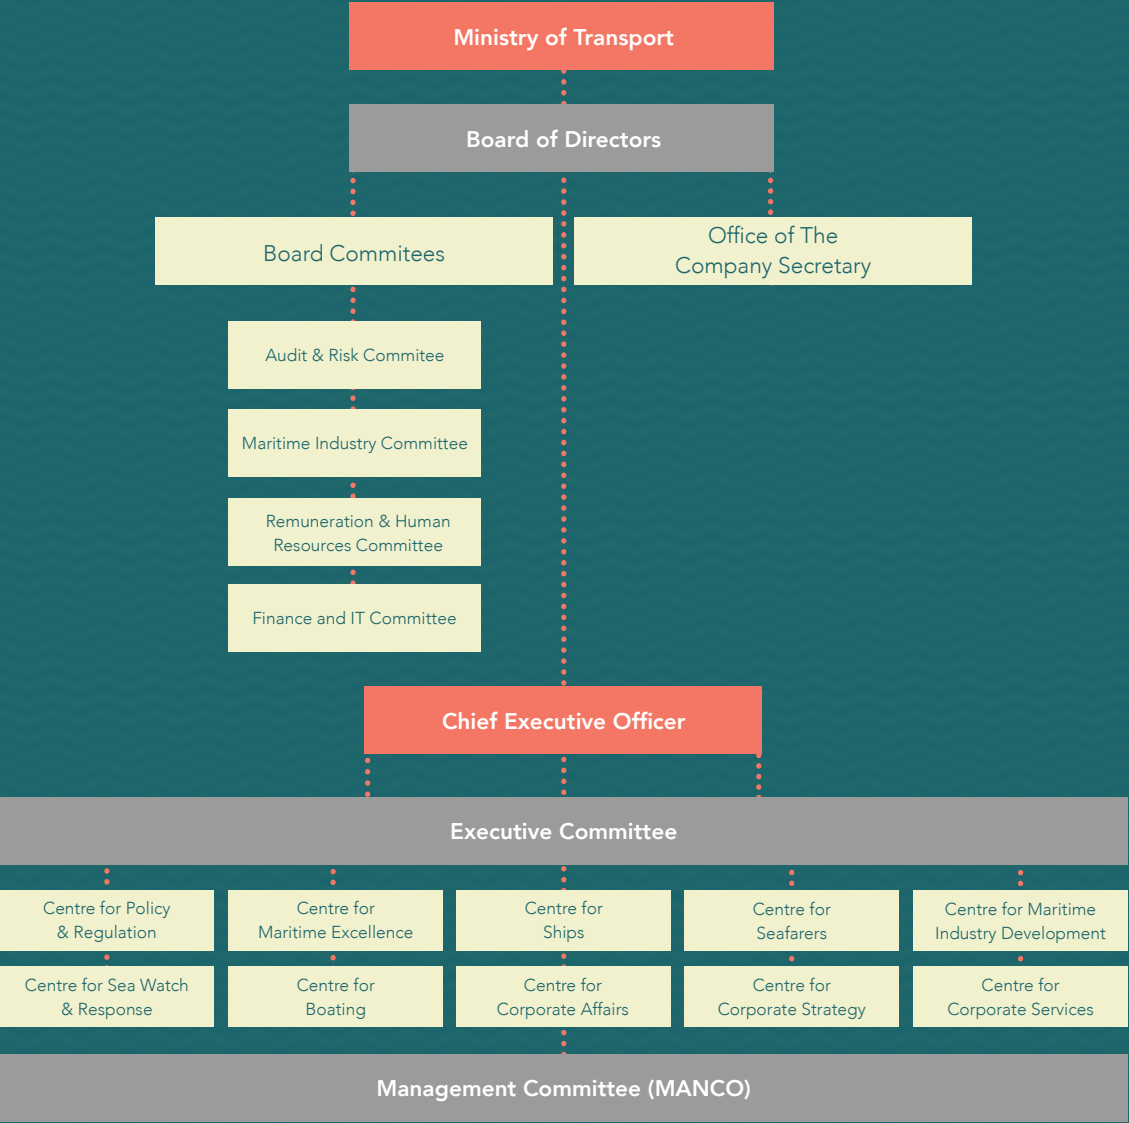 Ministry of Transport
Board of Directors
Board Commitees
Office of The
Company Secretary
Audit & Risk Commitee
Maritime Industry Committee
Remuneration & Human
Resources Committee
Finance and IT Committee
Chief Executive Officer
Executive Committee
Centre for Policy
& Regulation
Centre for
Maritime Excellence
Centre for
Ships
Centre for
Seafarers
Centre for Maritime
Industry Development
Centre for Sea Watch
& Response
Centre for
Boating
Centre for
Corporate Affairs
Centre for
Corporate Strategy
Centre for
Corporate Services
Management Committee (MANCO)